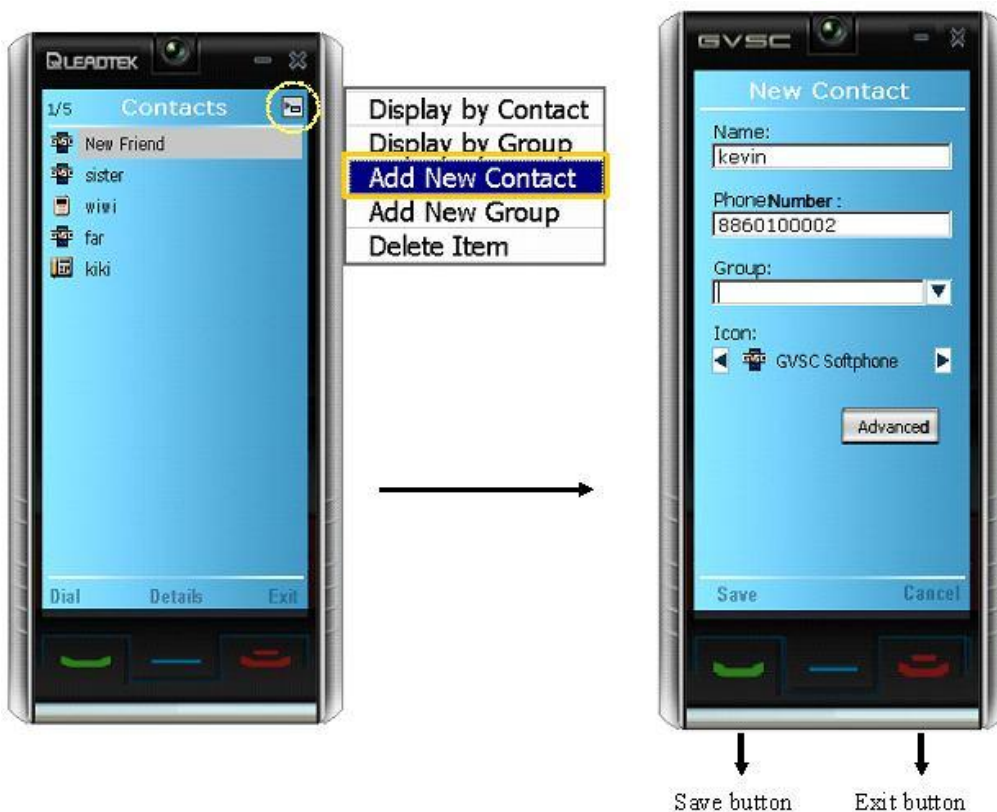 LEADTEK
1/5 Contacts
New Friend
sister
wiwi
far
kiki
Dial Details Exit
Display by Contact
Display by Group
Add New Contact
Add New Group
Delete Item
GVSC
New Contact
Name:
kevin
Phone Number :
8860100002
Group:
Icon:
GVSC Softphone
Advanced
Save Cancel
Save button Exit button